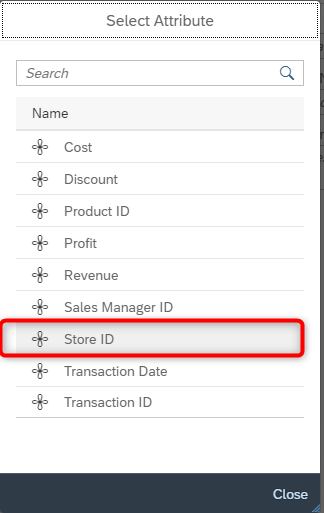 Select Attribute
Search
Name
Cost
Discount
Product ID
Profit
Revenue
Sales Manager ID
Store ID
Transaction Date
Transaction ID
Close